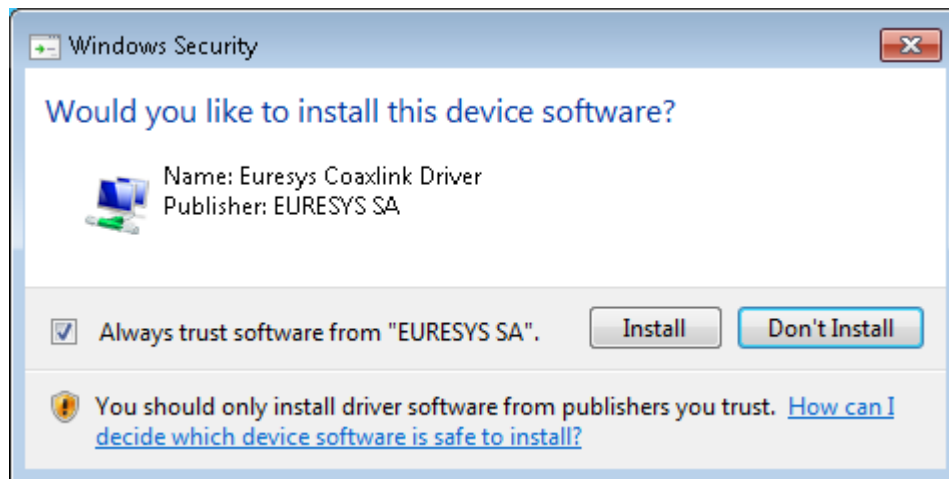 Windows Security
Would you like to install this device software?
Name: Euresys Coaxlink Driver
Publisher: EURESYS SA
Always trust software from "EURESYS SA".
Install
Don't Install
You should only install driver software from publishers you trust. How can I
decide which device software is safe to install?